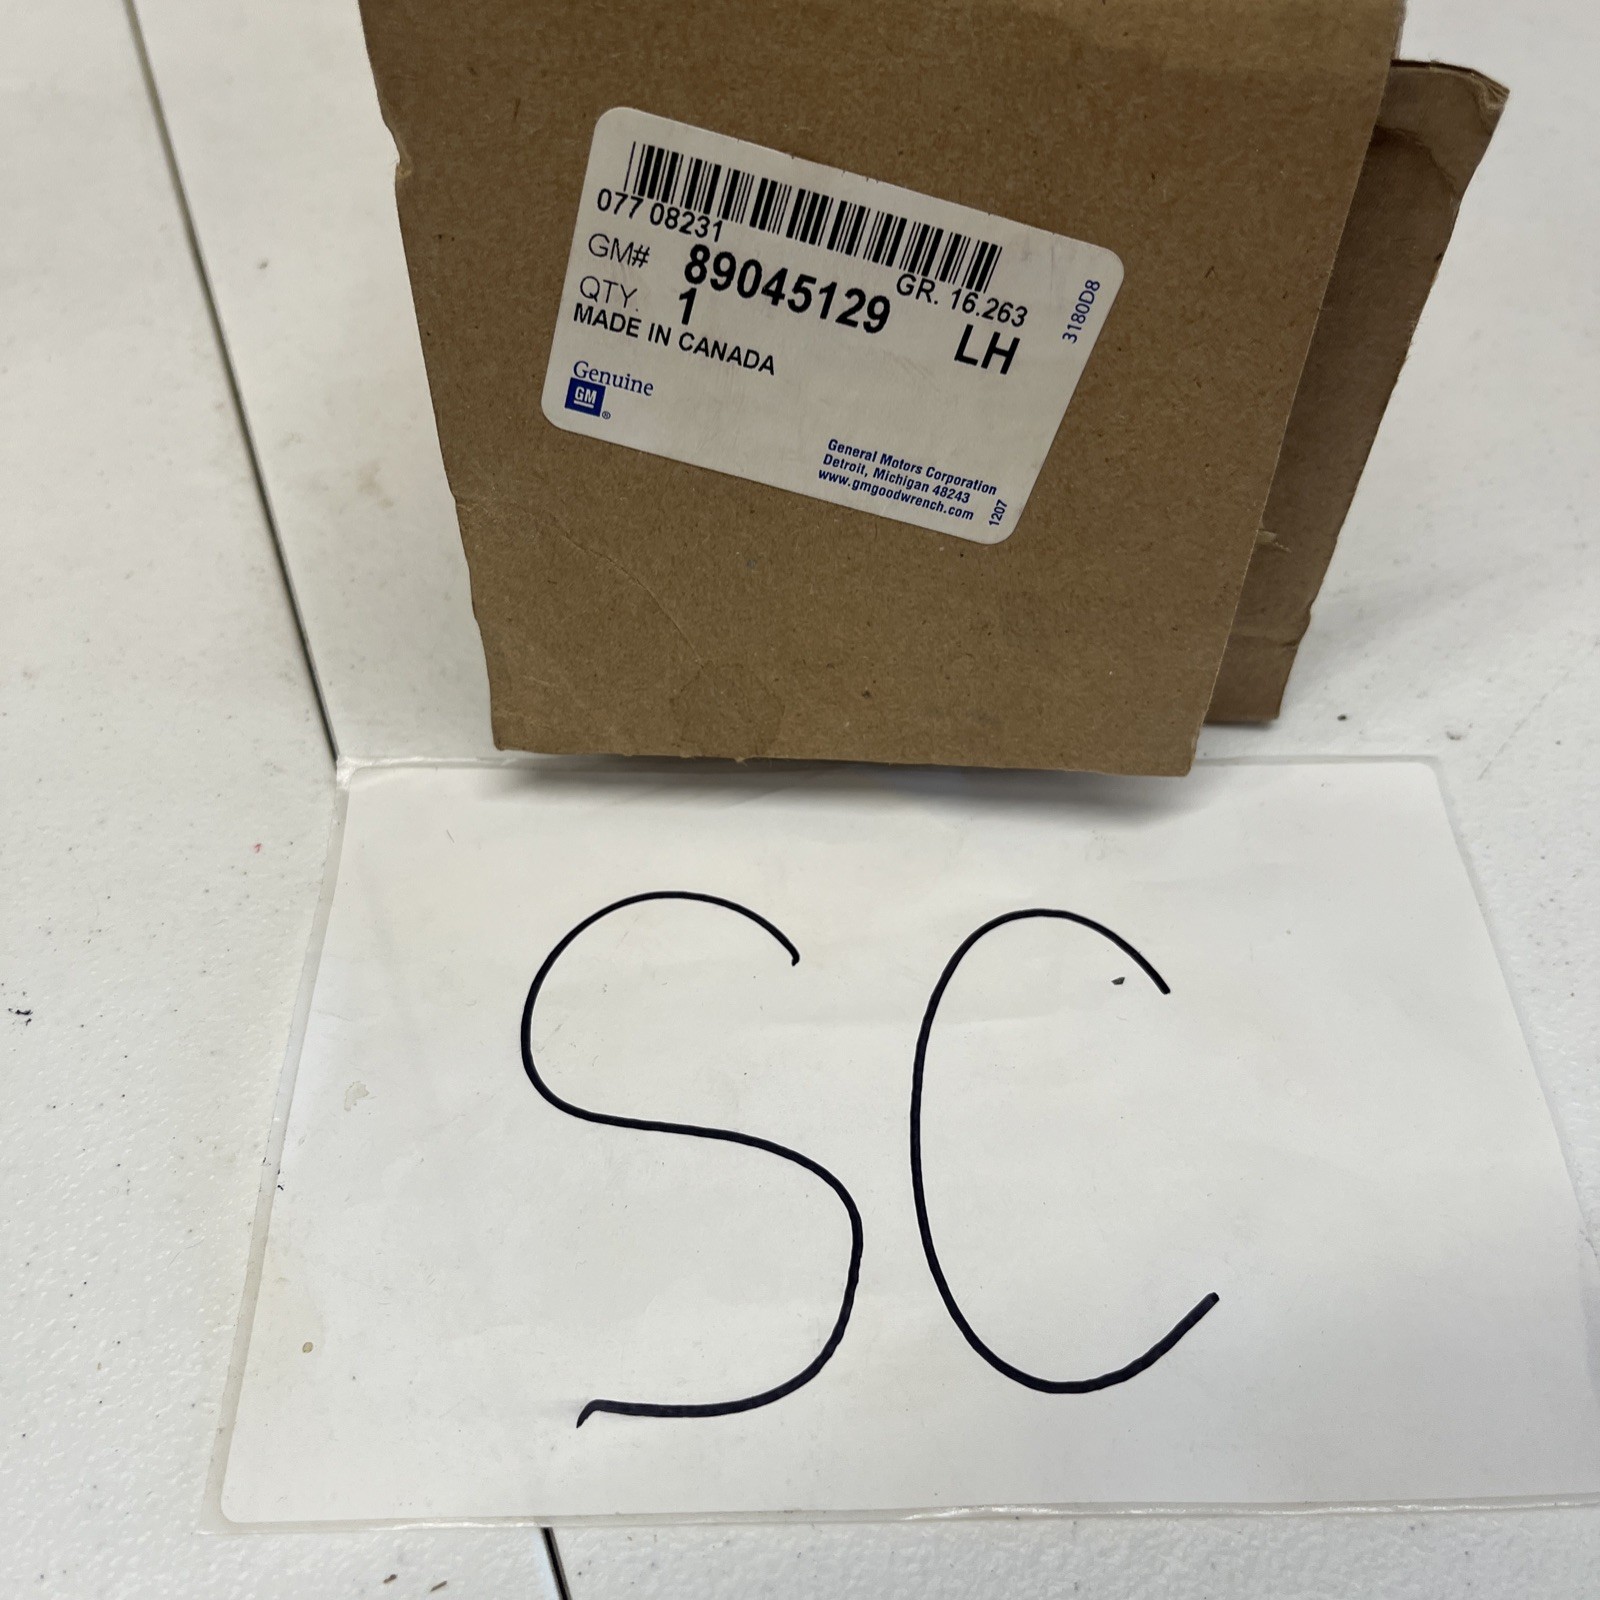 077 08231
GR. 16.263
GM# 89045129
QTY. 1
LH
MADE IN CANADA
3180D8
Genuine
GM
®
General Motors Corporation
Detroit, Michigan 48243
www.gmgoodwrench.com
1207
SC